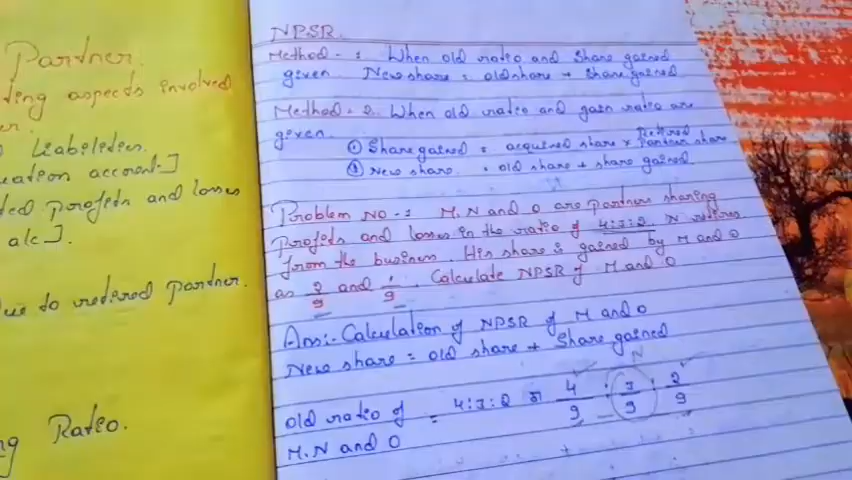 Partner.
ting aspects involved
er.
Liabilities.
uation account.]
ted profits and losses
a/c].
ue to retired partner.
ng Ratio.
NPSR.
Method - 1 When old ratio and share gained
given New share = old share + share gained
Method - 2. When old ratio and gain ratio are
given.
① Share gained = acquired share x Retired Partner share
② New share. = old share + share gained
Problem No - 1 M, N and O are partners sharing
profits and losses in the ratio of 4:3:2. N retires
from the business. His share is gained by M and O
as 2/9 and 1/9. Calculate NPSR of M and O
Ans:- Calculation of NPSR of M and O
New share = old share + Share gained
N
old ratio of = 4:3:2 or 4/9 : 3/9 : 2/9
M, N and O